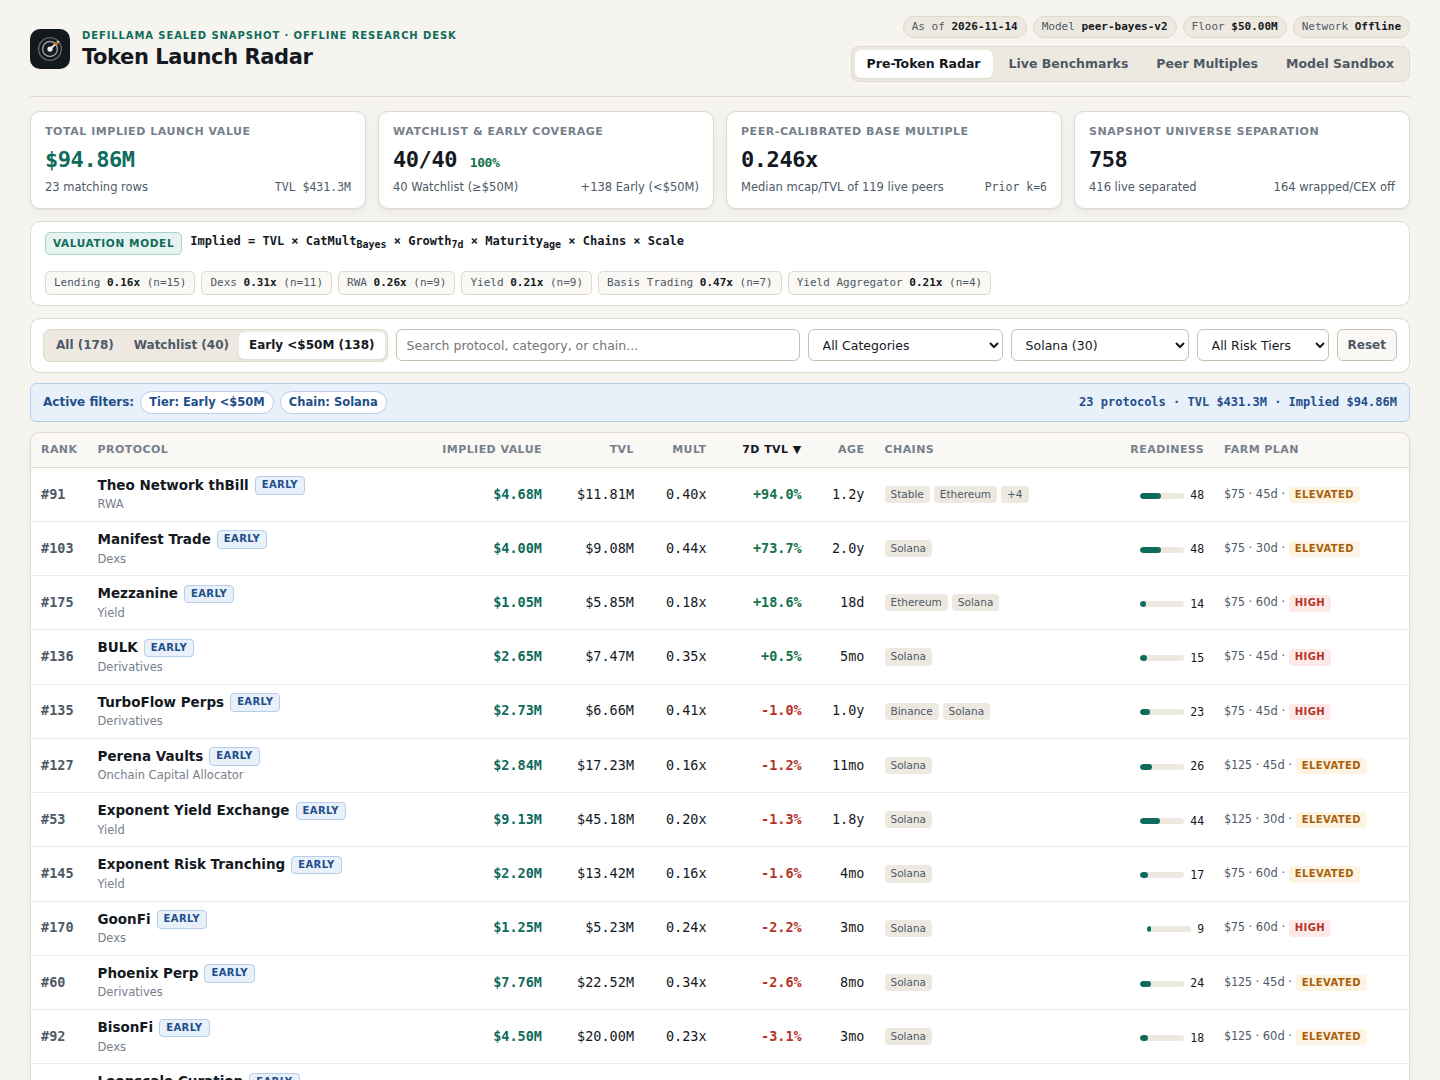 DEFILLAMA SEALED SNAPSHOT · OFFLINE RESEARCH DESK
Token Launch Radar
As of 2026-11-14
Model peer-bayes-v2
Floor $50.00M
Network Offline
Pre-Token Radar
Live Benchmarks
Peer Multiples
Model Sandbox
TOTAL IMPLIED LAUNCH VALUE
$94.86M
23 matching rows TVL $431.3M
WATCHLIST & EARLY COVERAGE
40/40 100%
40 Watchlist (≥$50M) +138 Early (<$50M)
PEER-CALIBRATED BASE MULTIPLE
0.246x
Median mcap/TVL of 119 live peers Prior k=6
SNAPSHOT UNIVERSE SEPARATION
758
416 live separated 164 wrapped/CEX off
VALUATION MODEL Implied = TVL × CatMultBayes × Growth7d × Maturityage × Chains × Scale
Lending 0.16x (n=15) Dexs 0.31x (n=11) RWA 0.26x (n=9) Yield 0.21x (n=9) Basis Trading 0.47x (n=7) Yield Aggregator 0.21x (n=4)
All (178) Watchlist (40) Early <$50M (138) Search protocol, category, or chain... All Categories Solana (30) All Risk Tiers Reset
Active filters: Tier: Early <$50M Chain: Solana 23 protocols · TVL $431.3M · Implied $94.86M
RANK PROTOCOL IMPLIED VALUE TVL MULT 7D TVL ▼ AGE CHAINS READINESS FARM PLAN
#91 Theo Network thBill EARLY $4.68M $11.81M 0.40x +94.0% 1.2y Stable Ethereum +4 48 $75 · 45d · ELEVATED
RWA
#103 Manifest Trade EARLY $4.00M $9.08M 0.44x +73.7% 2.0y Solana 48 $75 · 30d · ELEVATED
Dexs
#175 Mezzanine EARLY $1.05M $5.85M 0.18x +18.6% 18d Ethereum Solana 14 $75 · 60d · HIGH
Yield
#136 BULK EARLY $2.65M $7.47M 0.35x +0.5% 5mo Solana 15 $75 · 45d · HIGH
Derivatives
#135 TurboFlow Perps EARLY $2.73M $6.66M 0.41x -1.0% 1.0y Binance Solana 23 $75 · 45d · HIGH
Derivatives
#127 Perena Vaults EARLY $2.84M $17.23M 0.16x -1.2% 11mo Solana 26 $125 · 45d · ELEVATED
Onchain Capital Allocator
#53 Exponent Yield Exchange EARLY $9.13M $45.18M 0.20x -1.3% 1.8y Solana 44 $125 · 30d · ELEVATED
Yield
#145 Exponent Risk Tranching EARLY $2.20M $13.42M 0.16x -1.6% 4mo Solana 17 $75 · 60d · ELEVATED
Yield
#170 GoonFi EARLY $1.25M $5.23M 0.24x -2.2% 3mo Solana 9 $75 · 60d · HIGH
Dexs
#60 Phoenix Perp EARLY $7.76M $22.52M 0.34x -2.6% 8mo Solana 24 $125 · 45d · ELEVATED
Derivatives
#92 BisonFi EARLY $4.50M $20.00M 0.23x -3.1% 3mo Solana 18 $125 · 60d · ELEVATED
Dexs
Loopscale Curation EARLY